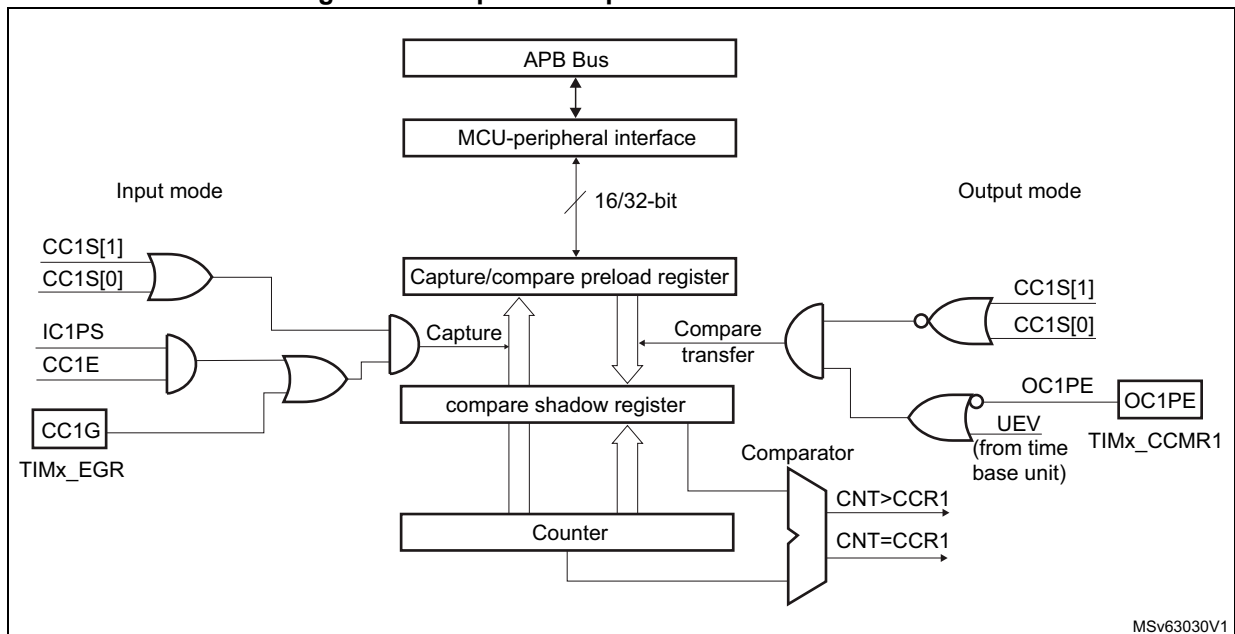 APB Bus
MCU-peripheral interface
Input mode
16/32-bit
Output mode
CC1S[1]
CC1S[0]
Capture/compare preload register
CC1S[1]
CC1S[0]
IC1PS
CC1E
Capture
Compare
transfer
CC1G
TIMx_EGR
compare shadow register
OC1PE
OC1PE
UEV
(from time
base unit)
TIMx_CCMR1
Comparator
CNT>CCR1
Counter
CNT=CCR1
MSv63030V1